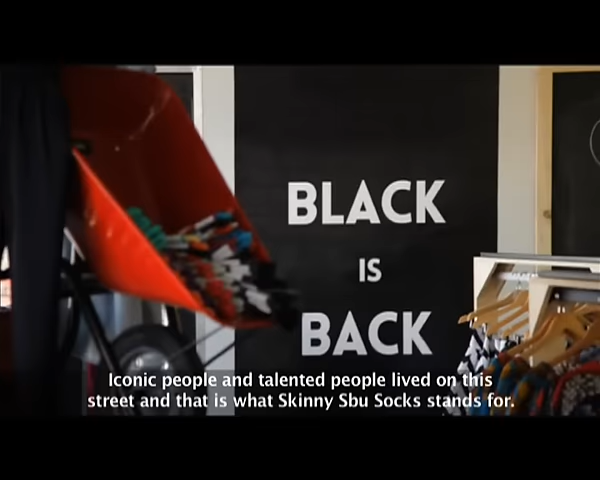 BLACK
IS
BACK
Iconic people and talented people lived on this
street and that is what Skinny Sbu Socks stands for.